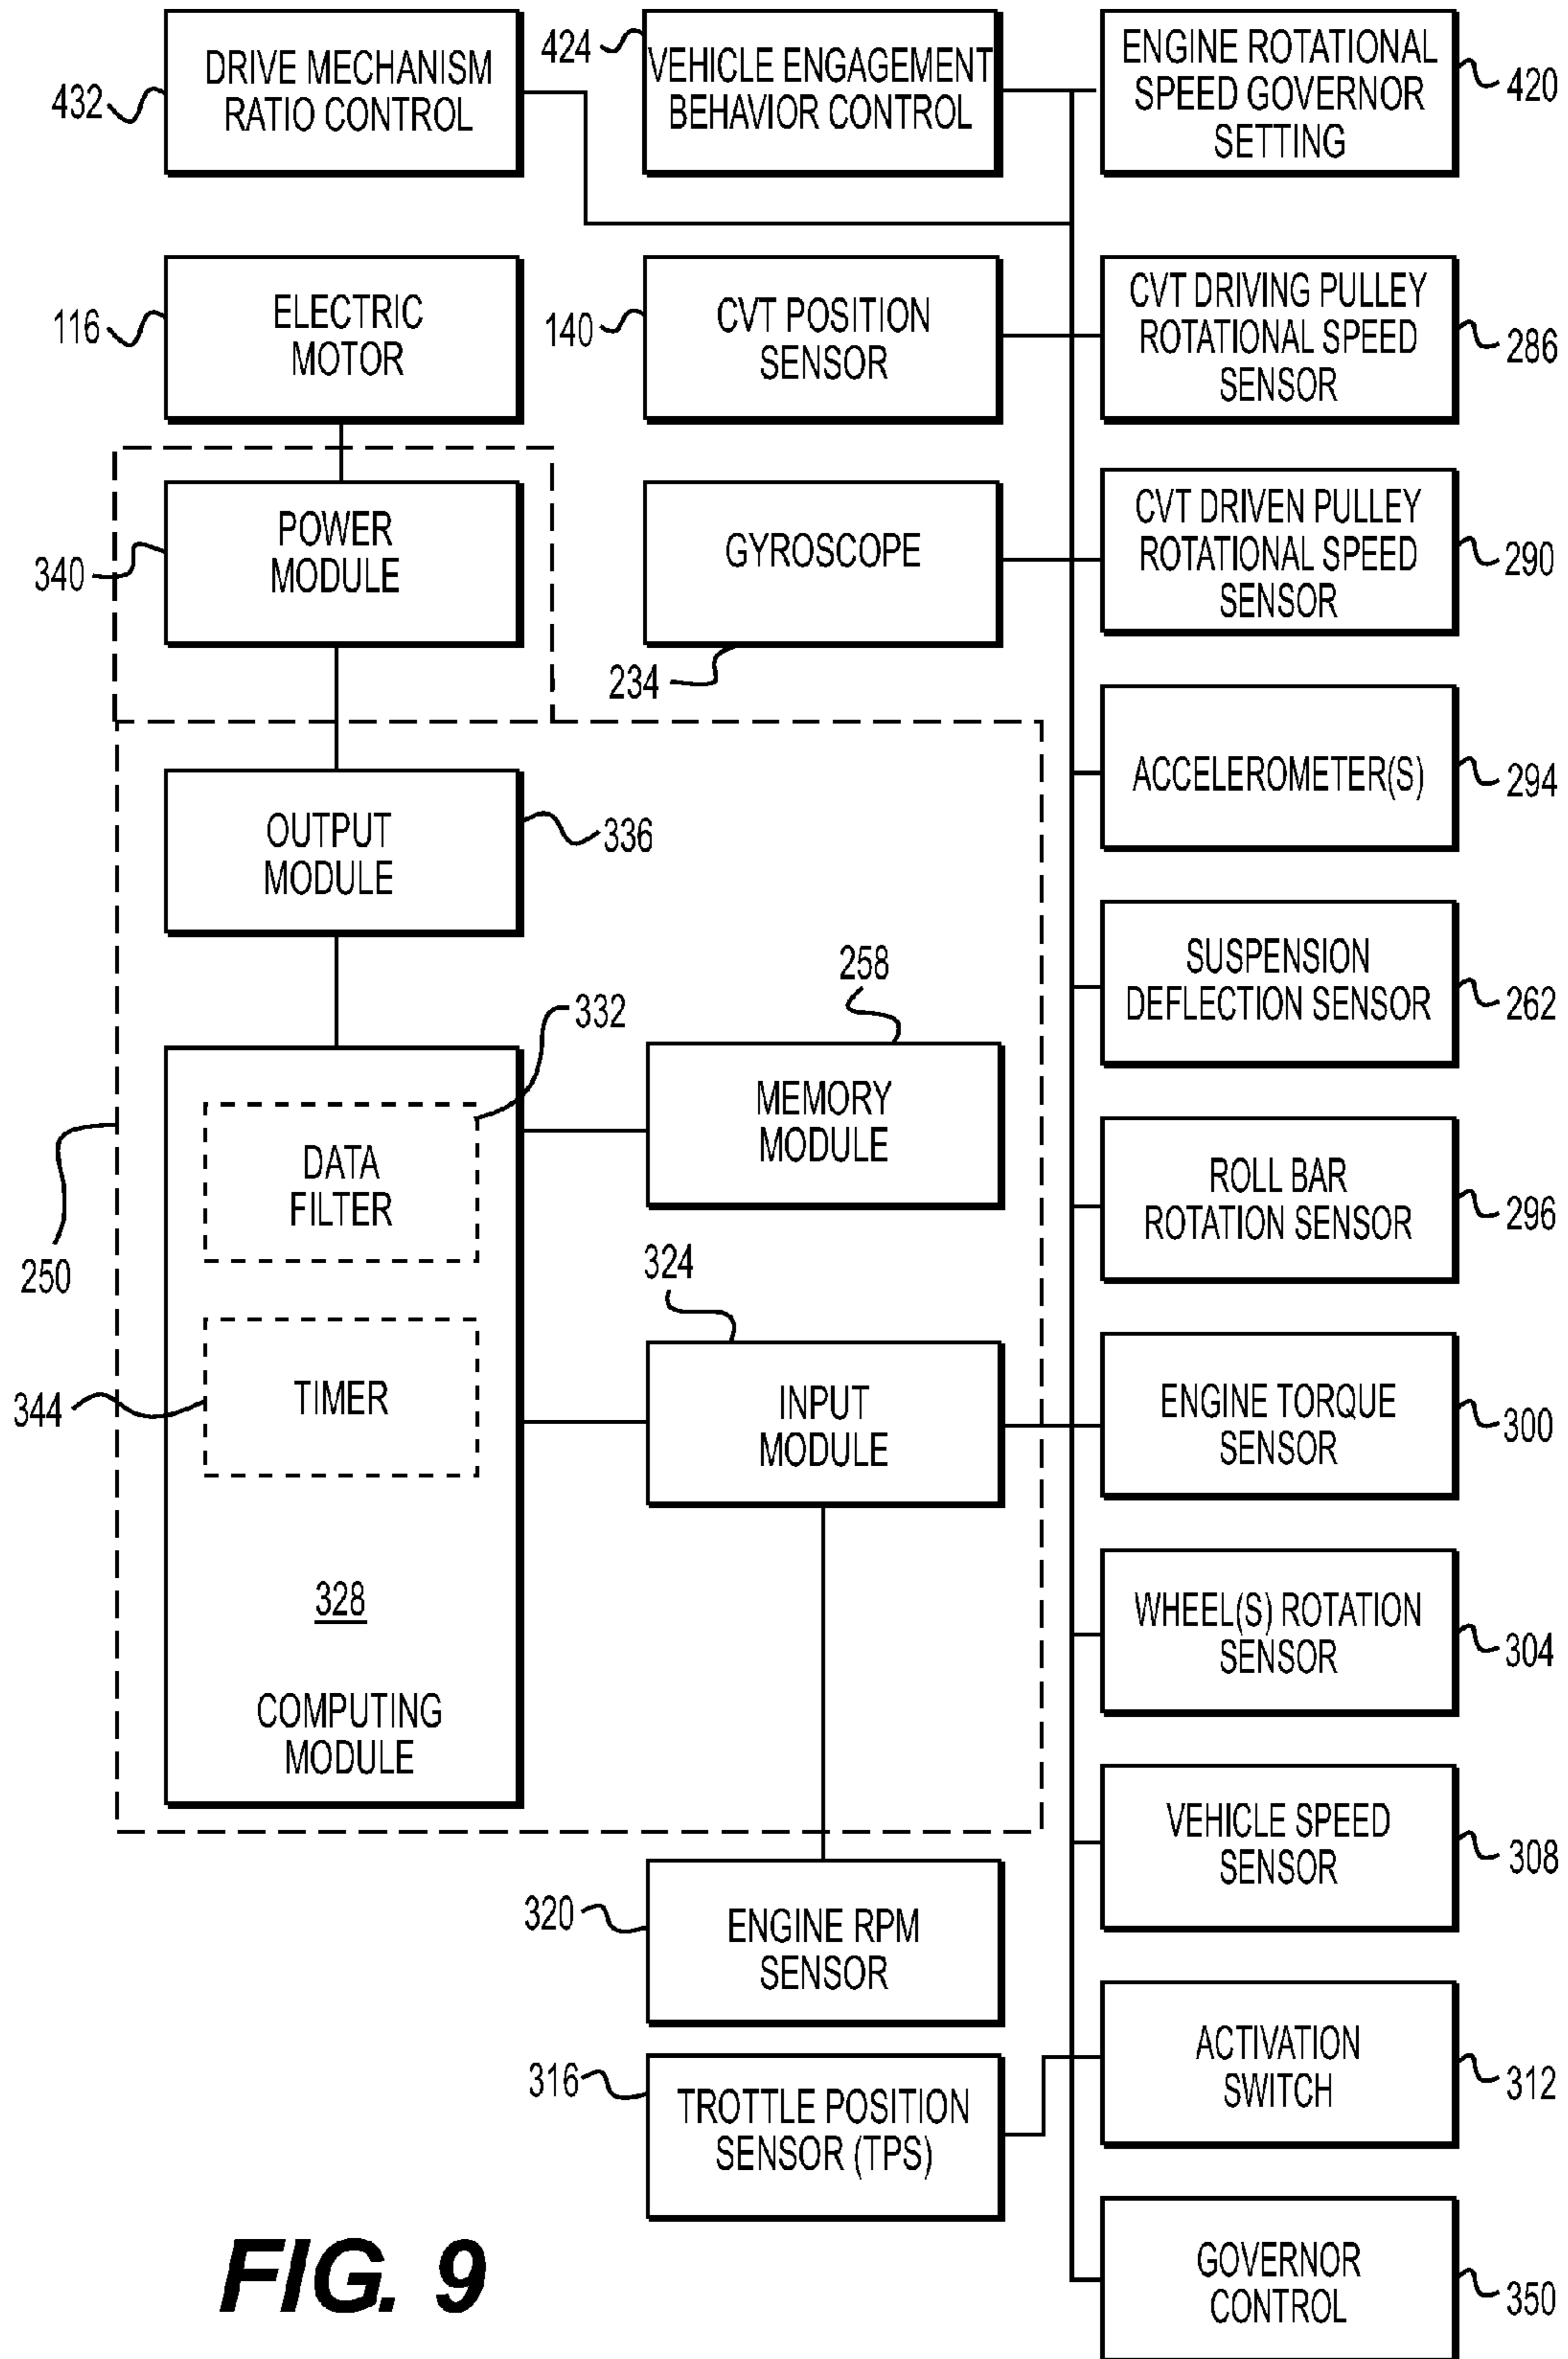 432
DRIVE MECHANISM
RATIO CONTROL
424
VEHICLE ENGAGEMENT
BEHAVIOR CONTROL
ENGINE ROTATIONAL
SPEED GOVERNOR
SETTING
420
116
ELECTRIC
MOTOR
140
CVT POSITION
SENSOR
CVT DRIVING PULLEY
ROTATIONAL SPEED
SENSOR
286
340
POWER
MODULE
GYROSCOPE
234
CVT DRIVEN PULLEY
ROTATIONAL SPEED
SENSOR
290
ACCELEROMETER(S)
294
OUTPUT
MODULE
336
SUSPENSION
DEFLECTION SENSOR
262
258
332
MEMORY
MODULE
DATA
FILTER
250
ROLL BAR
ROTATION SENSOR
296
324
344
TIMER
INPUT
MODULE
ENGINE TORQUE
SENSOR
300
328
COMPUTING
MODULE
WHEEL(S) ROTATION
SENSOR
304
VEHICLE SPEED
SENSOR
308
320
ENGINE RPM
SENSOR
316
TROTTLE POSITION
SENSOR (TPS)
ACTIVATION
SWITCH
312
GOVERNOR
CONTROL
350
FIG. 9